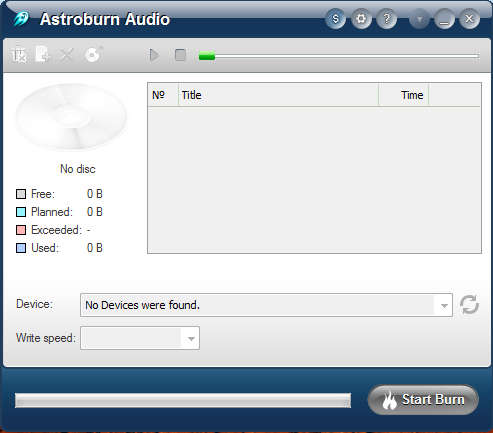 Astroburn Audio
$ ?
Nº Title Time
No disc
Free: 0 B
Planned: 0 B
Exceeded: -
Used: 0 B
Device: No Devices were found.
Write speed:
Start Burn